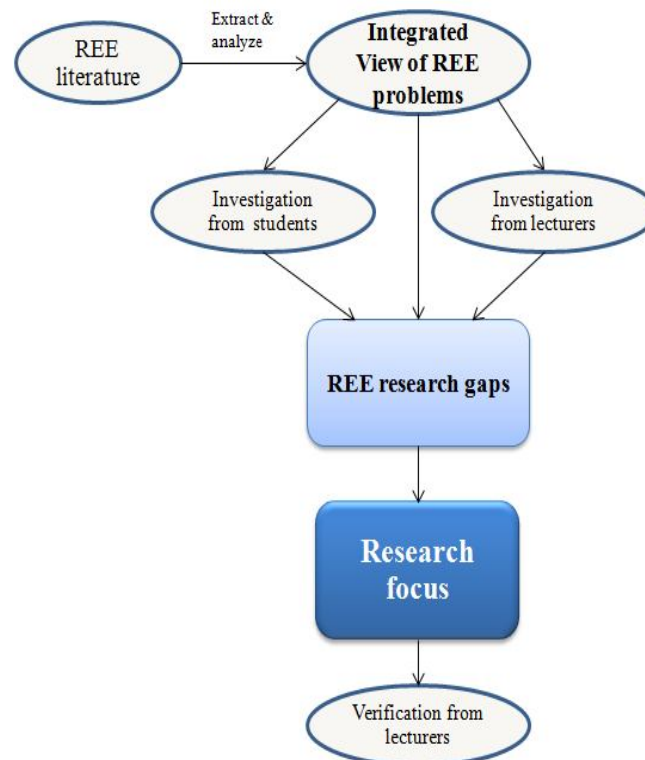 REE
literature
Extract &
analyze
Integrated
View of REE
problems
Investigation
from students
Investigation
from lecturers
REE research gaps
Research
focus
Verification from
lecturers